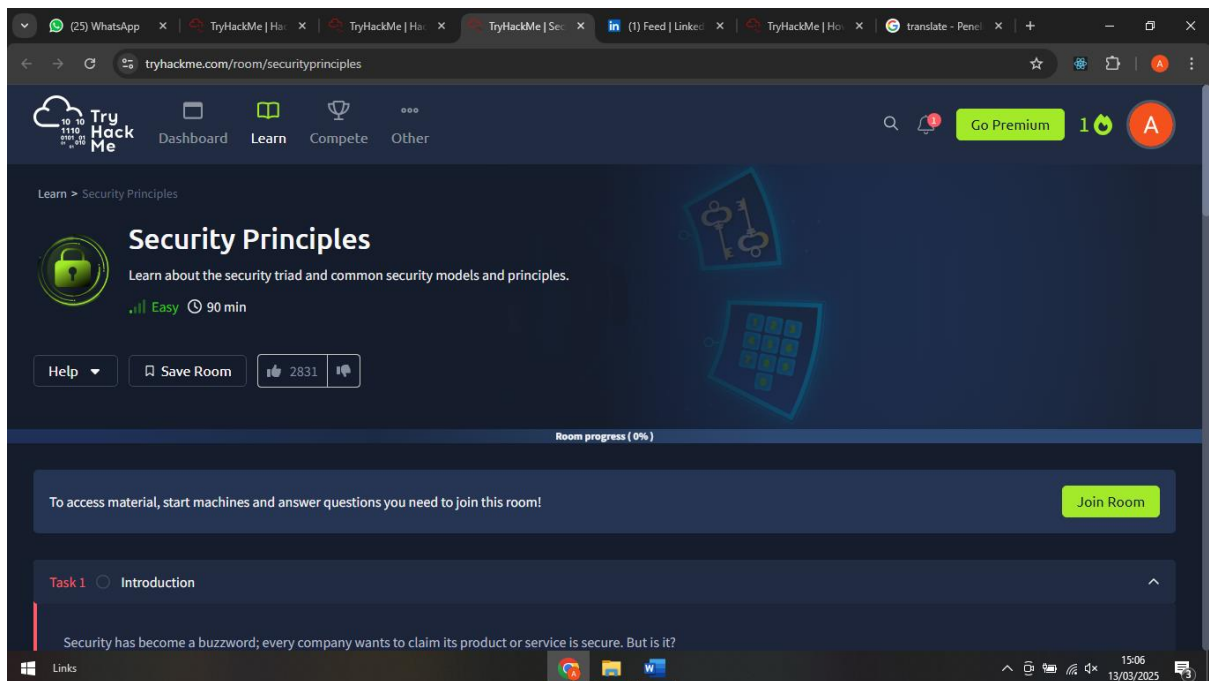 (25) WhatsApp
TryHackMe | Hac
TryHackMe | Hac
TryHackMe | Sec
in (1) Feed | Linked
TryHackMe | Ho
translate - Penel
tryhackme.com/room/securityprinciples
A
Try
Hack
Me
Dashboard
Learn
Compete
Other
1
Go Premium
1
A
Learn > Security Principles
Security Principles
Learn about the security triad and common security models and principles.
Easy 90 min
Help
Save Room
2831
Room progress ( 0% )
To access material, start machines and answer questions you need to join this room!
Join Room
Task 1 Introduction
Security has become a buzzword; every company wants to claim its product or service is secure. But is it?
Links
W
15:06
13/03/2025
3